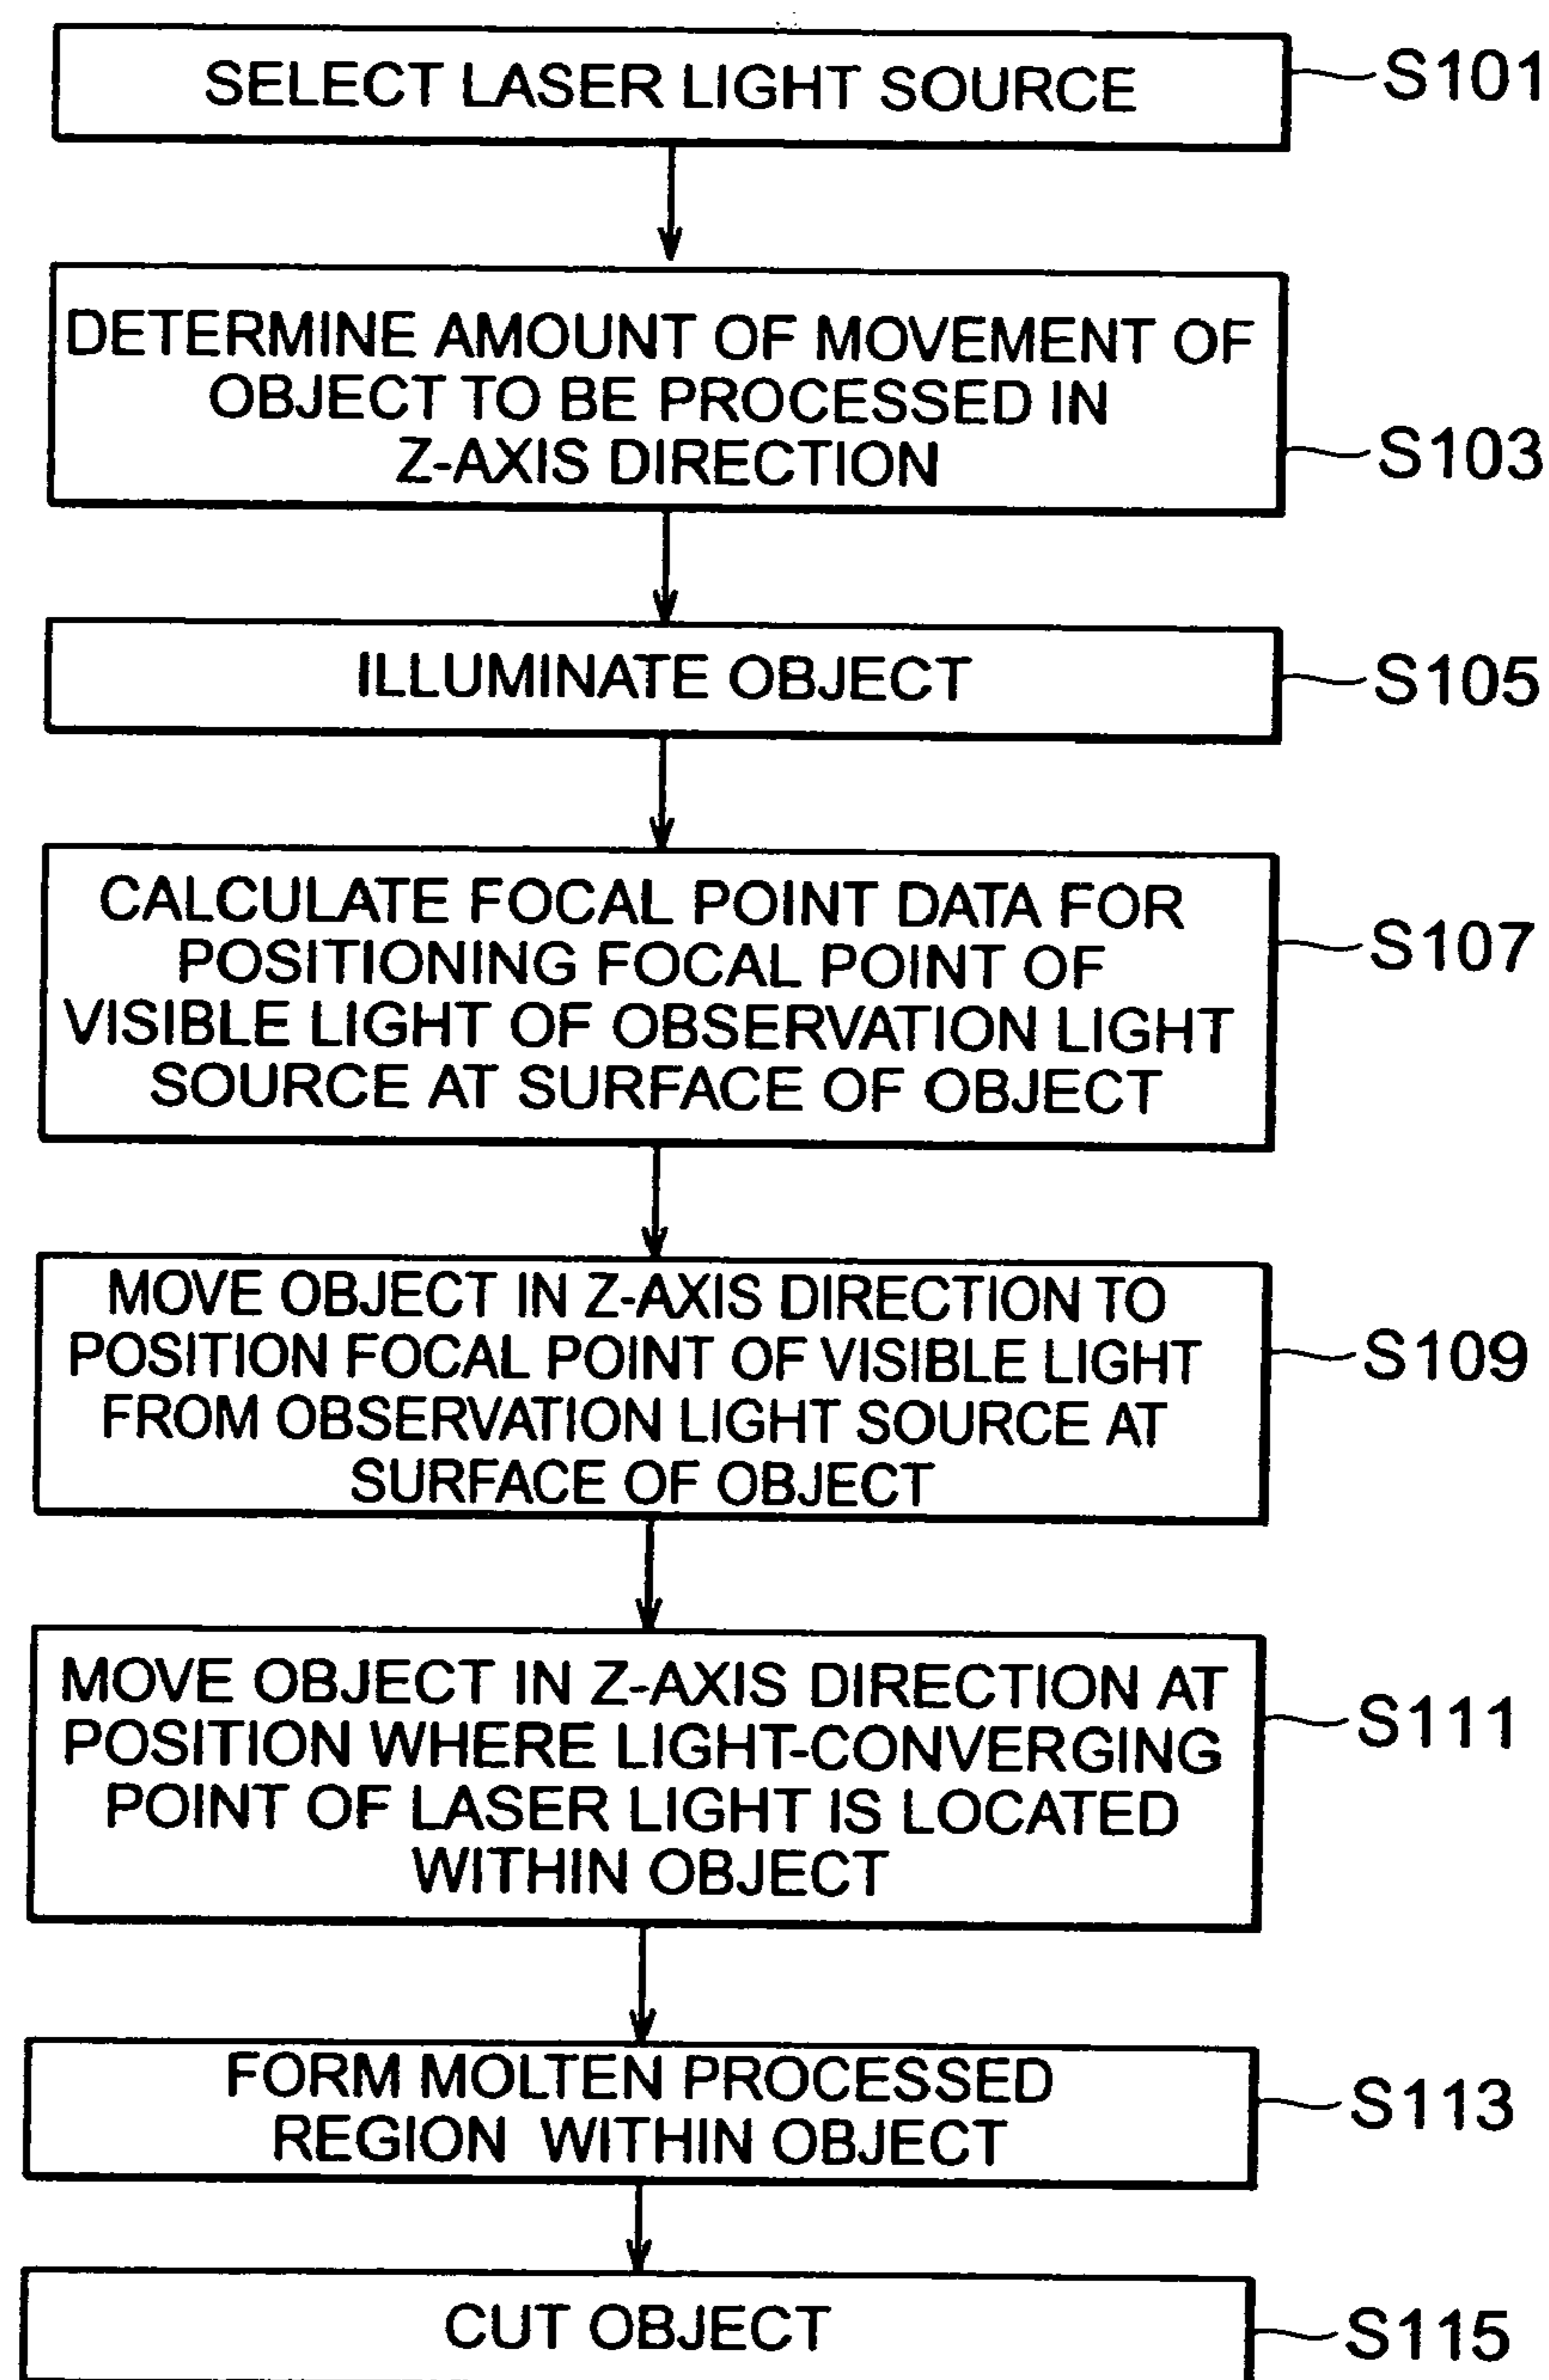 SELECT LASER LIGHT SOURCE
S101
DETERMINE AMOUNT OF MOVEMENT OF
OBJECT TO BE PROCESSED IN
Z-AXIS DIRECTION
S103
ILLUMINATE OBJECT
S105
CALCULATE FOCAL POINT DATA FOR
POSITIONING FOCAL POINT OF
VISIBLE LIGHT OF OBSERVATION LIGHT
SOURCE AT SURFACE OF OBJECT
S107
MOVE OBJECT IN Z-AXIS DIRECTION TO
POSITION FOCAL POINT OF VISIBLE LIGHT
FROM OBSERVATION LIGHT SOURCE AT
SURFACE OF OBJECT
S109
MOVE OBJECT IN Z-AXIS DIRECTION AT
POSITION WHERE LIGHT-CONVERGING
POINT OF LASER LIGHT IS LOCATED
WITHIN OBJECT
S111
FORM MOLTEN PROCESSED
REGION WITHIN OBJECT
S113
CUT OBJECT
S115